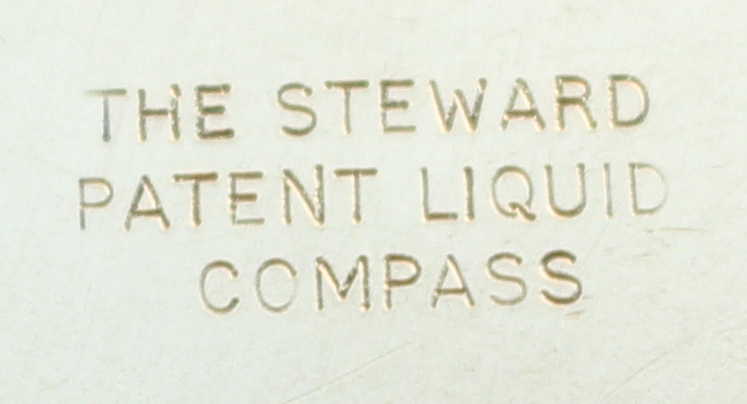 THE STEWARD
PATENT LIQUID
COMPASS